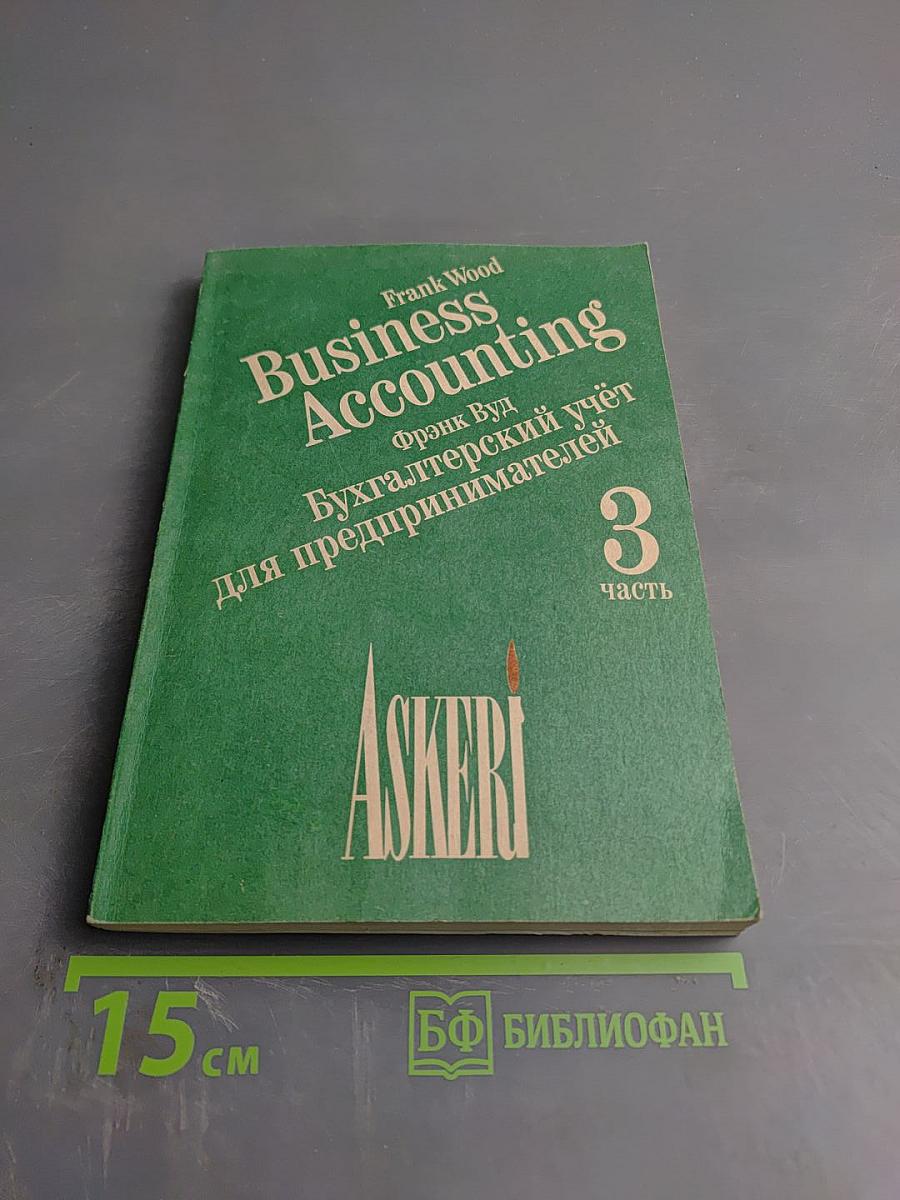 Frank Wood
Business
Accounting
Фрэнк Вуд
Бухгалтерский учёт
для предпринимателей
3
часть
ASKERI
15 см
БФ БИБЛИОФАН